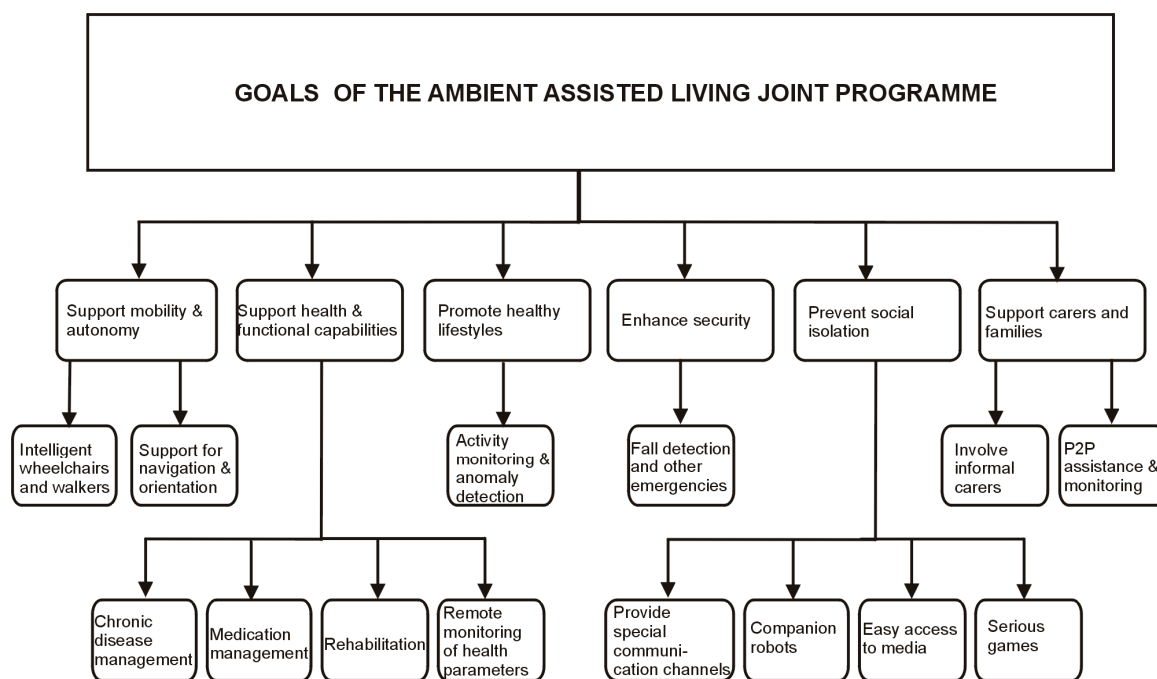 GOALS OF THE AMBIENT ASSISTED LIVING JOINT PROGRAMME
Support mobility &
autonomy
Support health &
functional capabilities
Promote healthy
lifestyles
Enhance security
Prevent social
isolation
Support carers and
families
Intelligent
wheelchairs
and walkers
Support for
navigation &
orientation
Activity
monitoring &
anomaly
detection
Fall detection
and other
emergencies
Involve
informal
carers
P2P
assistance &
monitoring
Chronic
disease
management
Medication
management
Rehabilitation
Remote
monitoring
of health
parameters
Provide
special
communi-
cation channels
Companion
robots
Easy access
to media
Serious
games